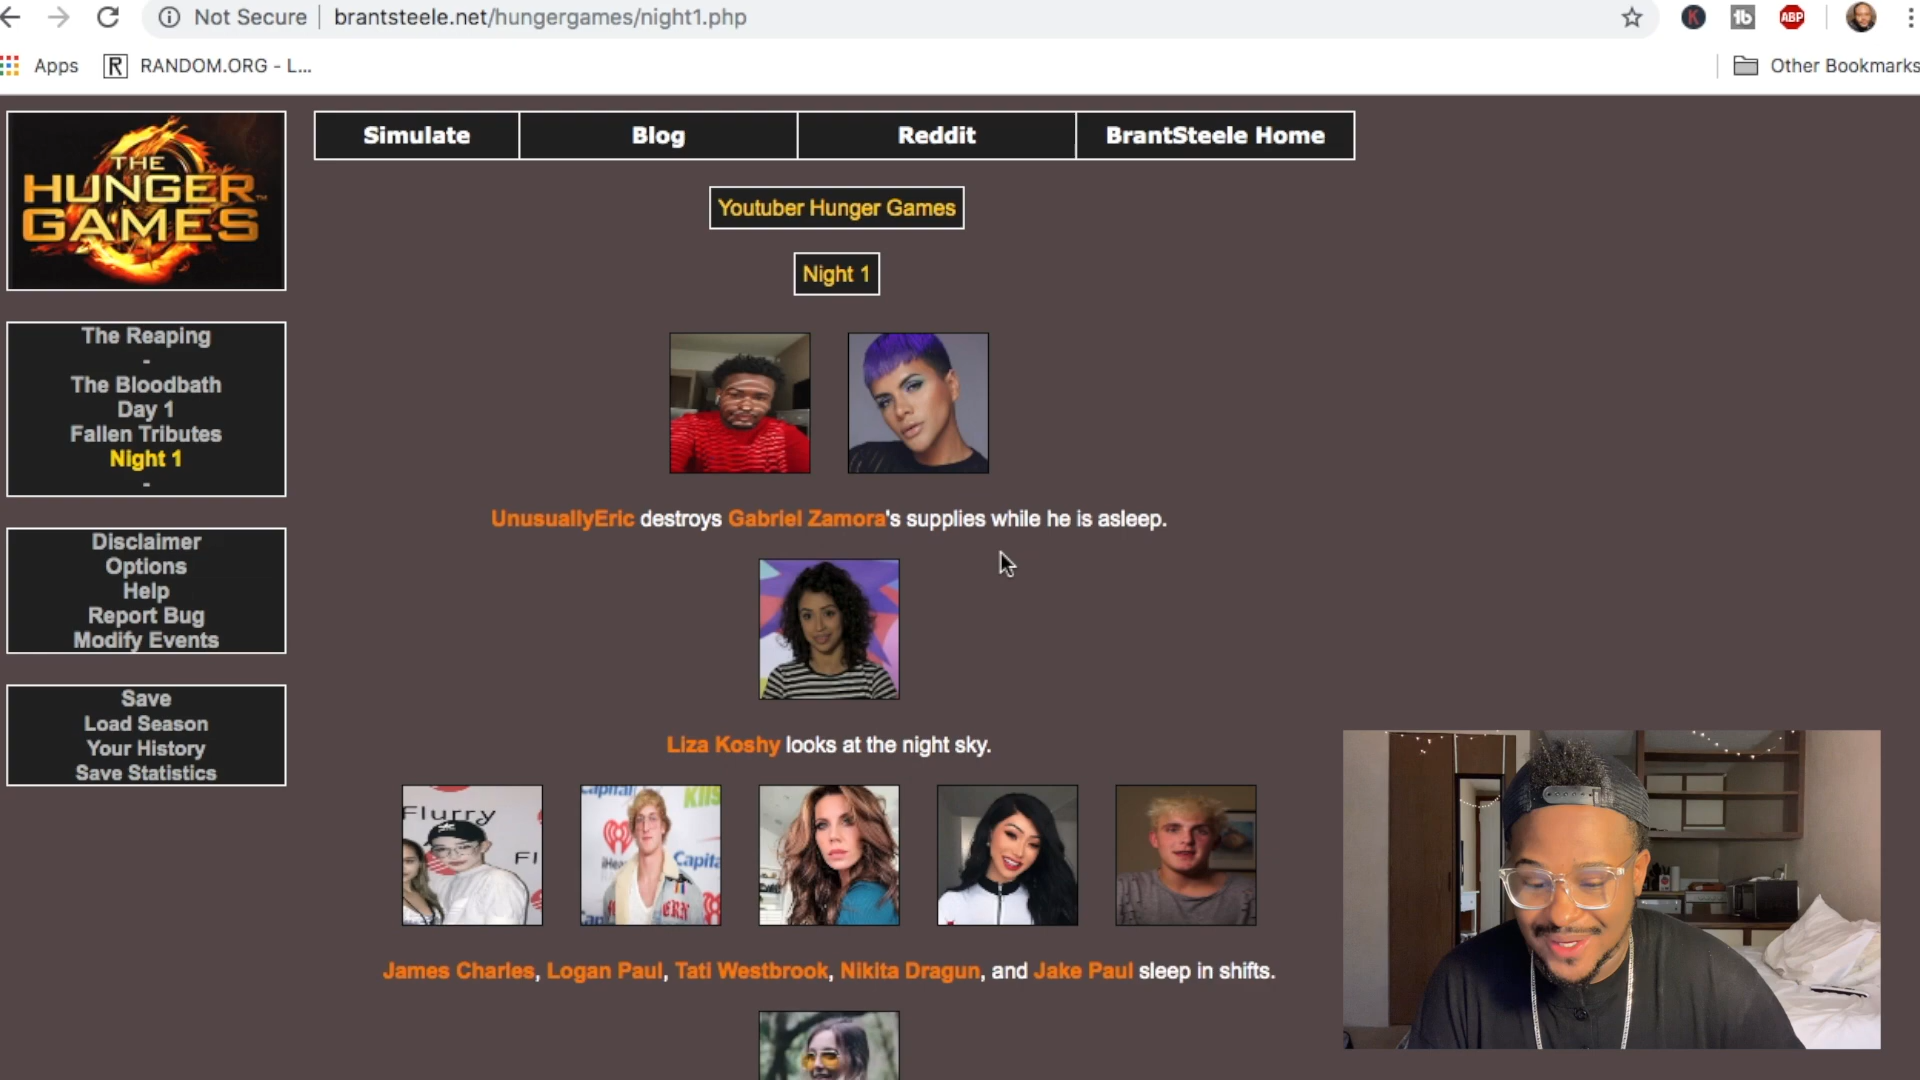 Not Secure | brantsteele.net/hungergames/night1.php
ABP
Apps
R
RANDOM.ORG - L...
Other Bookmarks
THE
HUNGER
GAMES
Simulate
Blog
Reddit
BrantSteele Home
Youtuber Hunger Games
Night 1
The Reaping
-
The Bloodbath
Day 1
Fallen Tributes
Night 1
-
Disclaimer
Options
Help
Report Bug
Modify Events
Save
Load Season
Your History
Save Statistics
UnusuallyEric destroys Gabriel Zamora's supplies while he is asleep.
Liza Koshy looks at the night sky.
Flurry
James Charles, Logan Paul, Tati Westbrook, Nikita Dragun, and Jake Paul sleep in shifts.